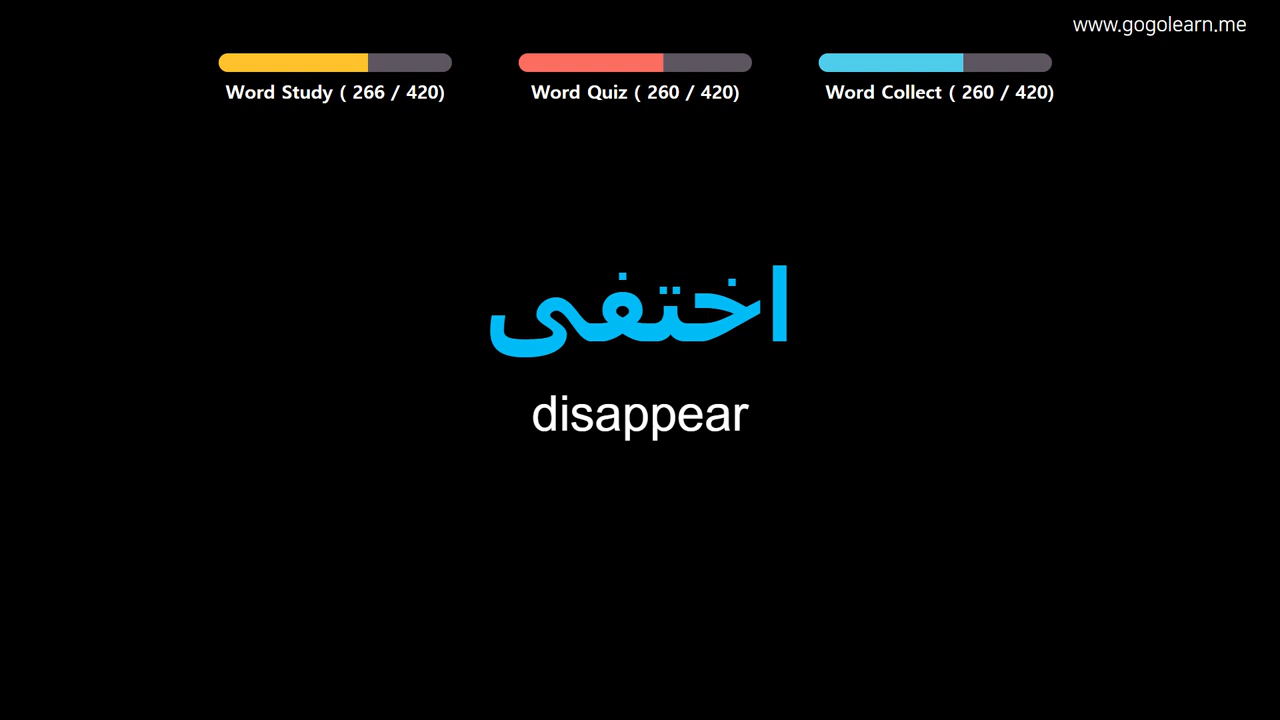 www.gogolearn.me
Word Study ( 266 / 420)
Word Quiz ( 260 / 420)
Word Collect ( 260 / 420)
اختفى
disappear